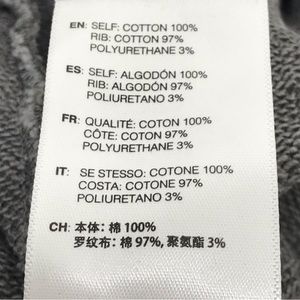 EN: SELF: COTTON 100%
RIB: COTTON 97%
POLYURETHANE 3%
ES: SELF: ALGODÓN 100%
RIB: ALGODÓN 97%
POLIURETANO 3%
FR: QUALITÉ: COTON 100%
CÔTE: COTON 97%
POLYURETHANE 3%
IT: SE STESSO: COTONE 100%
COSTA: COTONE 97%
POLIURETANO 3%
CH: 本体: 棉 100%
罗纹布: 棉 97%, 聚氨酯 3%